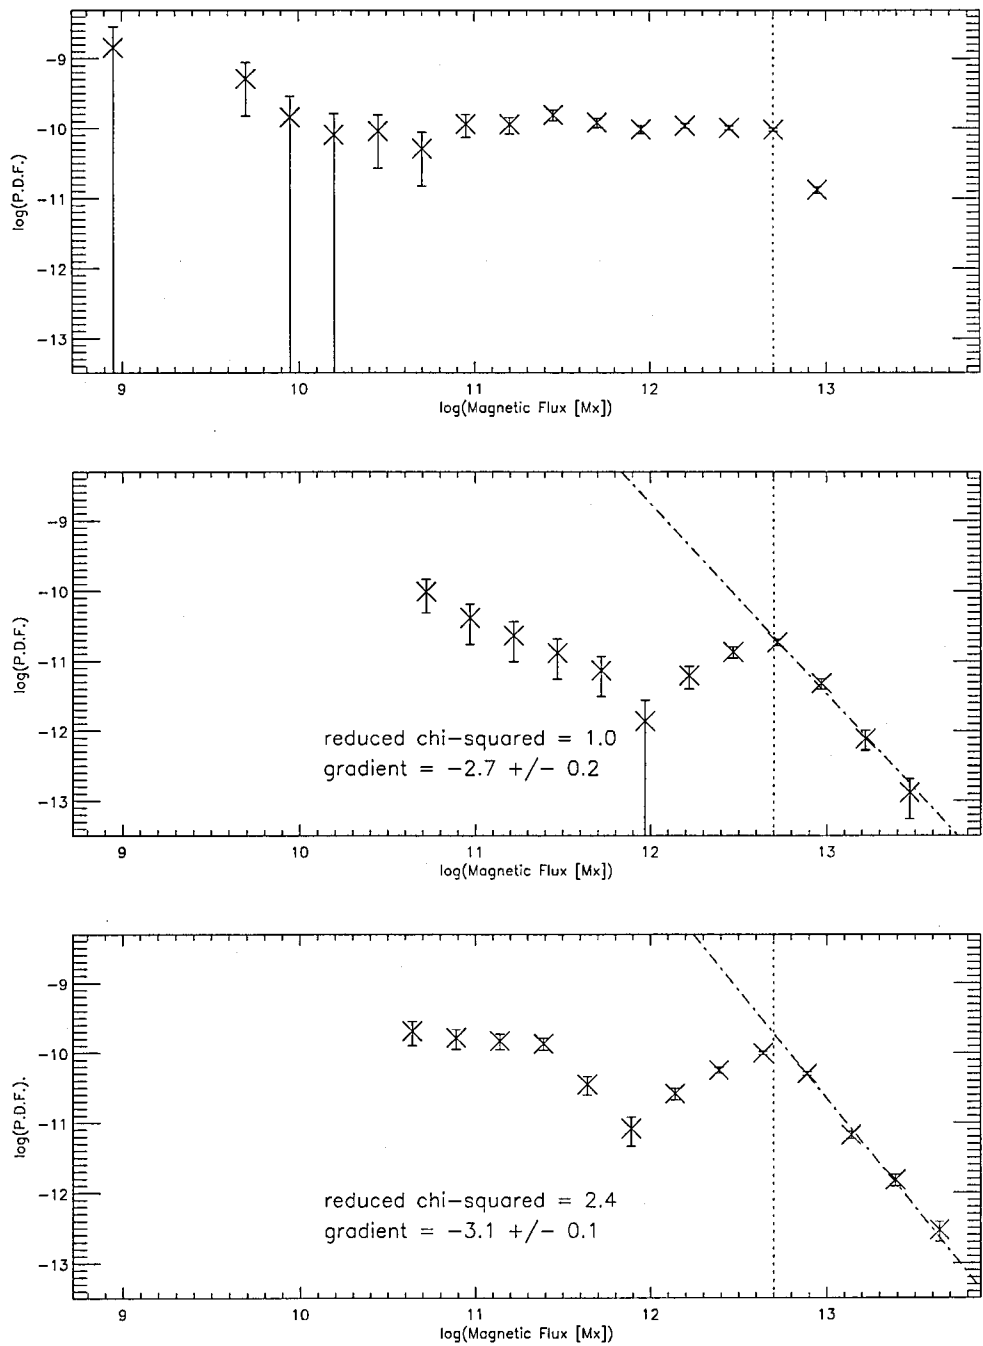 -9
-10
-11
-12
-13
log(P.D.F.)
9 10 11 12 13
log(Magnetic Flux [Mx])
-9
-10
-11
-12
-13
log(P.D.F.)
reduced chi-squared = 1.0
gradient = -2.7 +/- 0.2
9 10 11 12 13
log(Magnetic Flux [Mx])
-9
-10
-11
-12
-13
log(P.D.F.).
reduced chi-squared = 2.4
gradient = -3.1 +/- 0.1
9 10 11 12 13
log(Magnetic Flux [Mx])